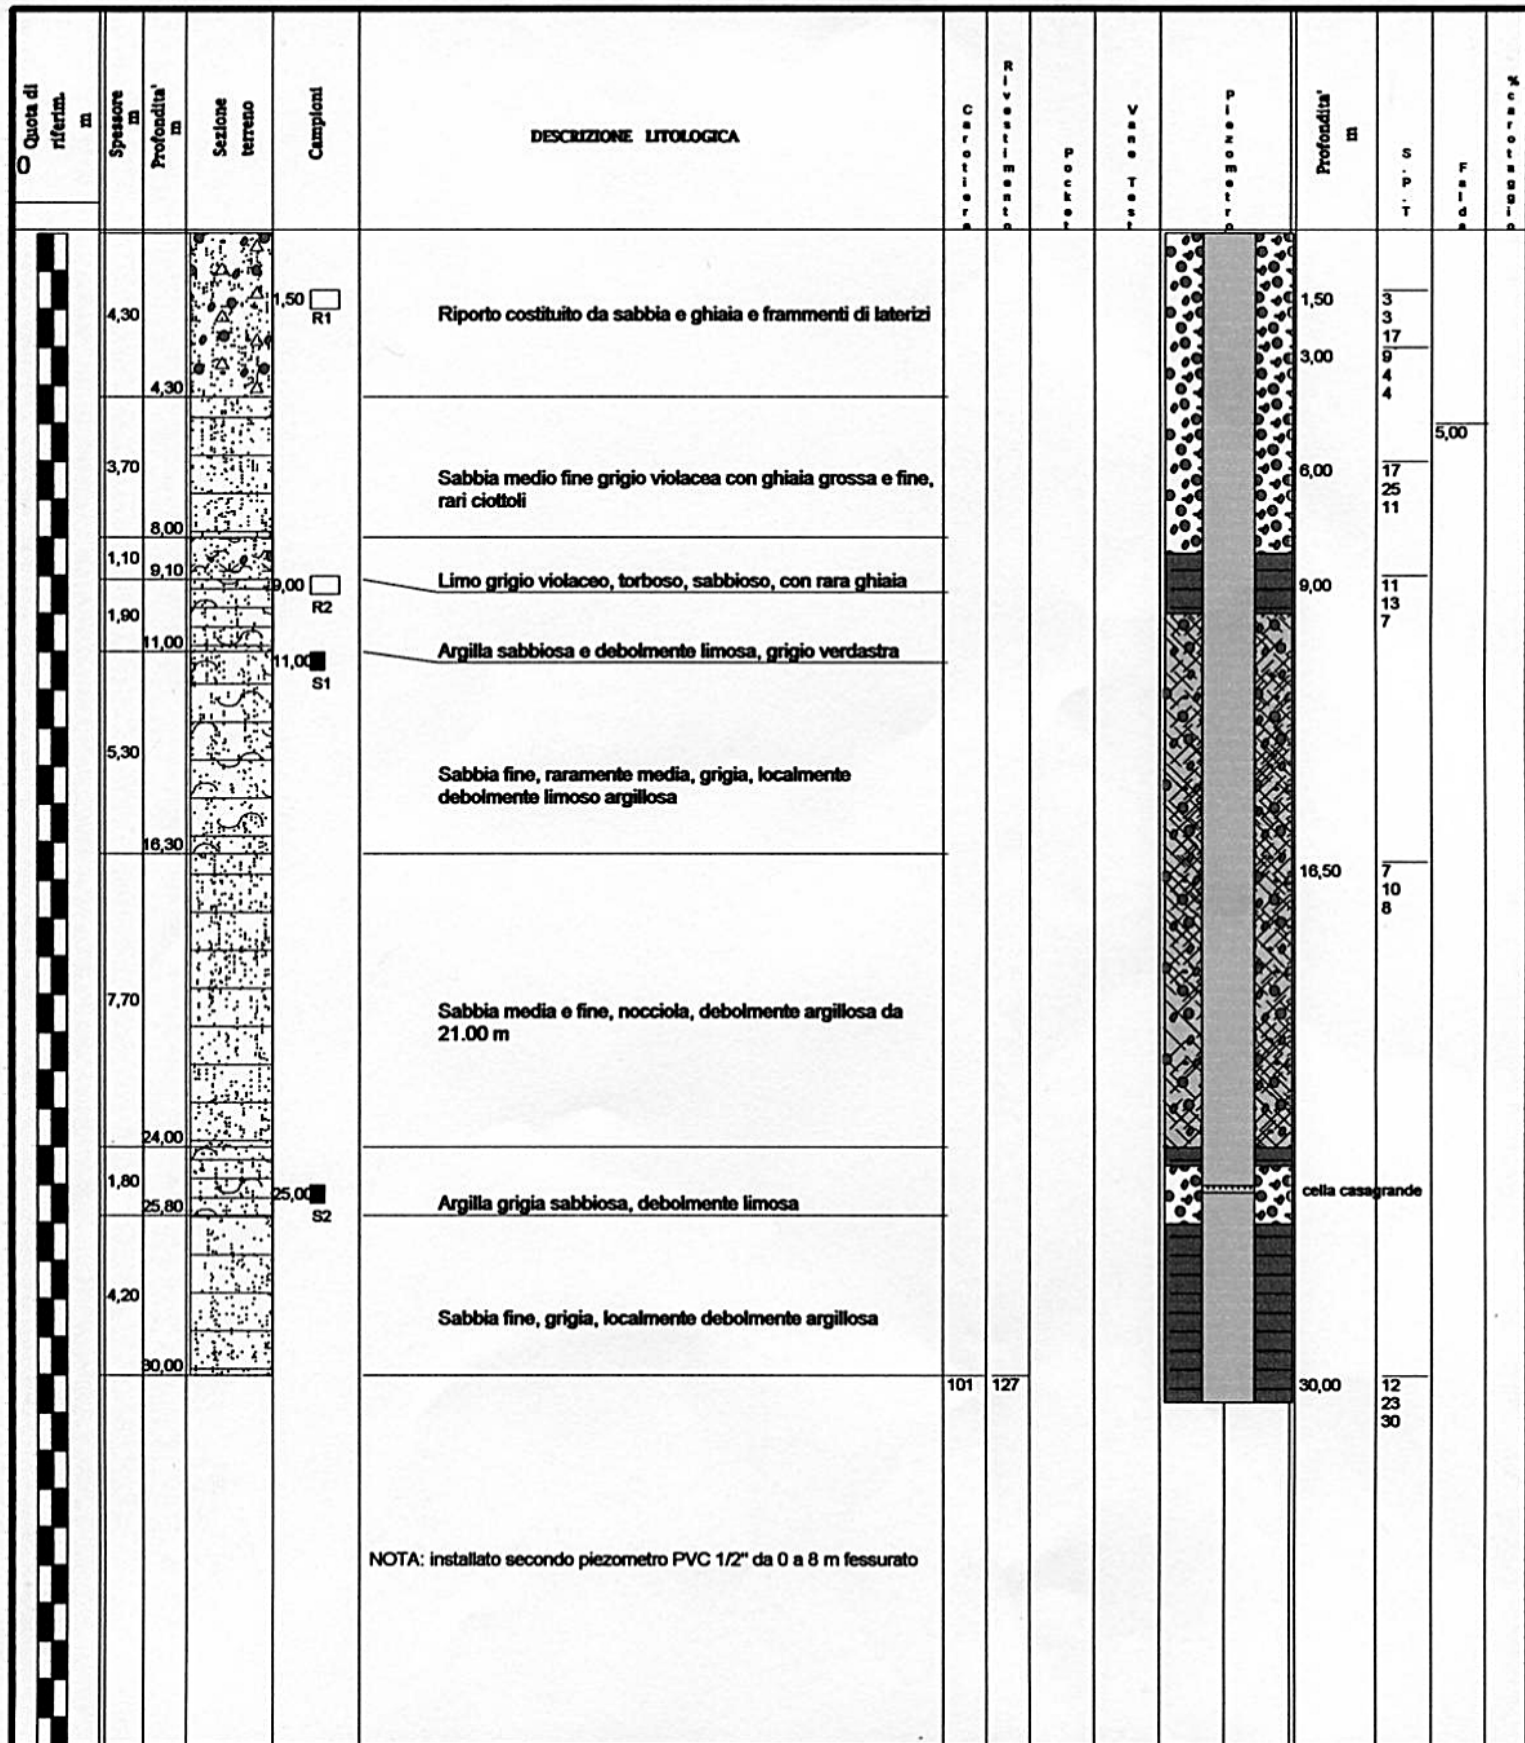 Quota di
riferim.
m
0
Spessore
m
Profondita'
m
Sezione
terreno
Campioni
DESCRIZIONE LITOLOGICA
Carotiere
Rivestimento
Pocket
Vane Test
Piezometro
Profondita'
m
S.P.T.
Falda
% carotaggio
4,30
4,30
1,50
R1
Riporto costituito da sabbia e ghiaia e frammenti di laterizi
1,50
3
3
17
3,00
9
4
4
5,00
3,70
8,00
Sabbia medio fine grigio violacea con ghiaia grossa e fine,
rari ciottoli
6,00
17
25
11
1,10
9,10
9,00
R2
Limo grigio violaceo, torboso, sabbioso, con rara ghiaia
9,00
11
13
7
1,90
11,00
11,00
S1
Argilla sabbiosa e debolmente limosa, grigio verdastra
5,30
16,30
Sabbia fine, raramente media, grigia, localmente
debolmente limoso argillosa
16,50
7
10
8
7,70
24,00
Sabbia media e fine, nocciola, debolmente argillosa da
21.00 m
1,80
25,80
25,00
S2
Argilla grigia sabbiosa, debolmente limosa
cella casagrande
4,20
30,00
Sabbia fine, grigia, localmente debolmente argillosa
101
127
30,00
12
23
30
NOTA: installato secondo piezometro PVC 1/2" da 0 a 8 m fessurato